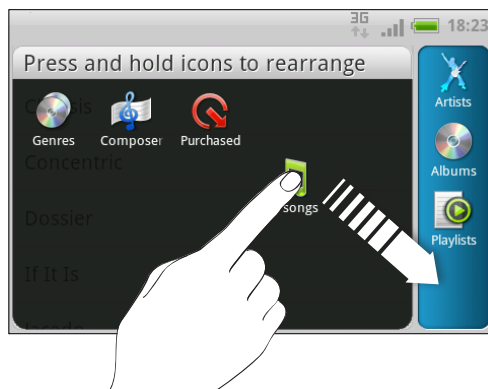 3G
18:23
Press and hold icons to rearrange
Genres
Composer
Purchased
songs
Artists
Albums
Playlists
Concentric
Dossier
If It Is